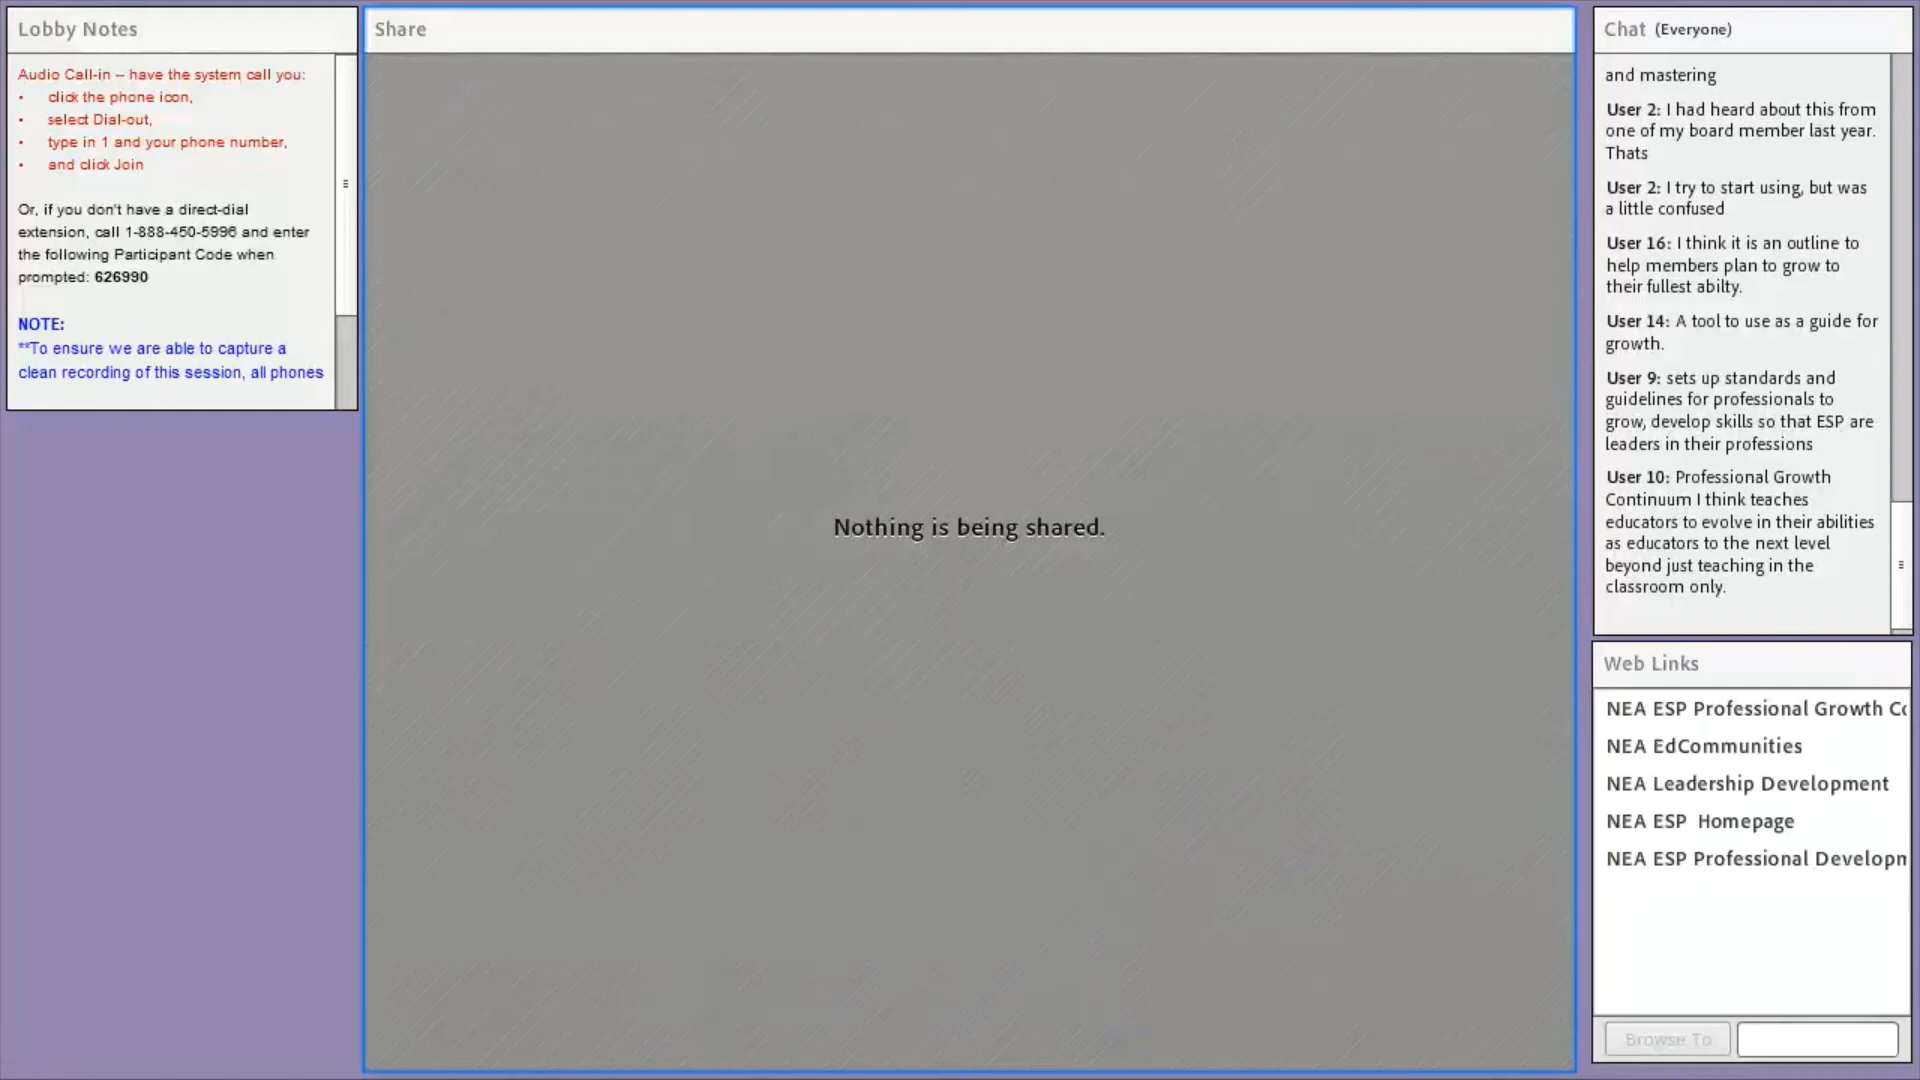 Lobby Notes
Audio Call-in – have the system call you:
• click the phone icon,
• select Dial-out,
• type in 1 and your phone number,
• and click Join
Or, if you don't have a direct-dial
extension, call 1-888-450-5996 and enter
the following Participant Code when
prompted: 626990
NOTE:
**To ensure we are able to capture a
clean recording of this session, all phones
Share
Nothing is being shared.
Chat (Everyone)
and mastering
User 2: I had heard about this from
one of my board member last year.
Thats
User 2: I try to start using, but was
a little confused
User 16: I think it is an outline to
help members plan to grow to
their fullest abilty.
User 14: A tool to use as a guide for
growth.
User 9: sets up standards and
guidelines for professionals to
grow, develop skills so that ESP are
leaders in their professions
User 10: Professional Growth
Continuum I think teaches
educators to evolve in their abilities
as educators to the next level
beyond just teaching in the
classroom only.
Web Links
NEA ESP Professional Growth Co
NEA EdCommunities
NEA Leadership Development
NEA ESP Homepage
NEA ESP Professional Developm
Browse To